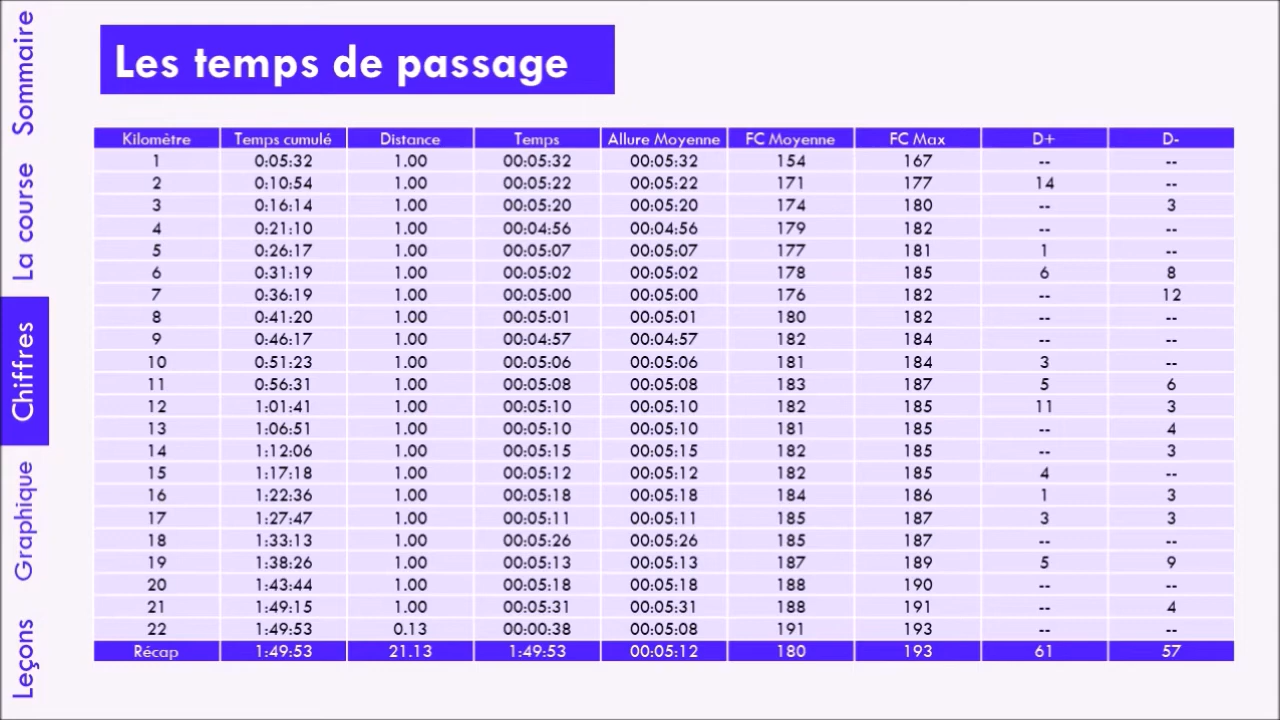 Sommaire
La course
Chiffres
Graphique
Leçons
Les temps de passage
Kilomètre Temps cumulé Distance Temps Allure Moyenne FC Moyenne FC Max D+ D-
1 0:05:32 1.00 00:05:32 00:05:32 154 167 -- --
2 0:10:54 1.00 00:05:22 00:05:22 171 177 14 --
3 0:16:14 1.00 00:05:20 00:05:20 174 180 -- 3
4 0:21:10 1.00 00:04:56 00:04:56 179 182 -- --
5 0:26:17 1.00 00:05:07 00:05:07 177 181 1 --
6 0:31:19 1.00 00:05:02 00:05:02 178 185 6 8
7 0:36:19 1.00 00:05:00 00:05:00 176 182 -- 12
8 0:41:20 1.00 00:05:01 00:05:01 180 182 -- --
9 0:46:17 1.00 00:04:57 00:04:57 182 184 -- --
10 0:51:23 1.00 00:05:06 00:05:06 181 184 3 --
11 0:56:31 1.00 00:05:08 00:05:08 183 187 5 6
12 1:01:41 1.00 00:05:10 00:05:10 182 185 11 3
13 1:06:51 1.00 00:05:10 00:05:10 181 185 -- 4
14 1:12:06 1.00 00:05:15 00:05:15 182 185 -- 3
15 1:17:18 1.00 00:05:12 00:05:12 182 185 4 --
16 1:22:36 1.00 00:05:18 00:05:18 184 186 1 3
17 1:27:47 1.00 00:05:11 00:05:11 185 187 3 3
18 1:33:13 1.00 00:05:26 00:05:26 185 187 -- --
19 1:38:26 1.00 00:05:13 00:05:13 187 189 5 9
20 1:43:44 1.00 00:05:18 00:05:18 188 190 -- --
21 1:49:15 1.00 00:05:31 00:05:31 188 191 -- 4
22 1:49:53 0.13 00:00:38 00:05:08 191 193 -- --
Récap 1:49:53 21.13 1:49:53 00:05:12 180 193 61 57